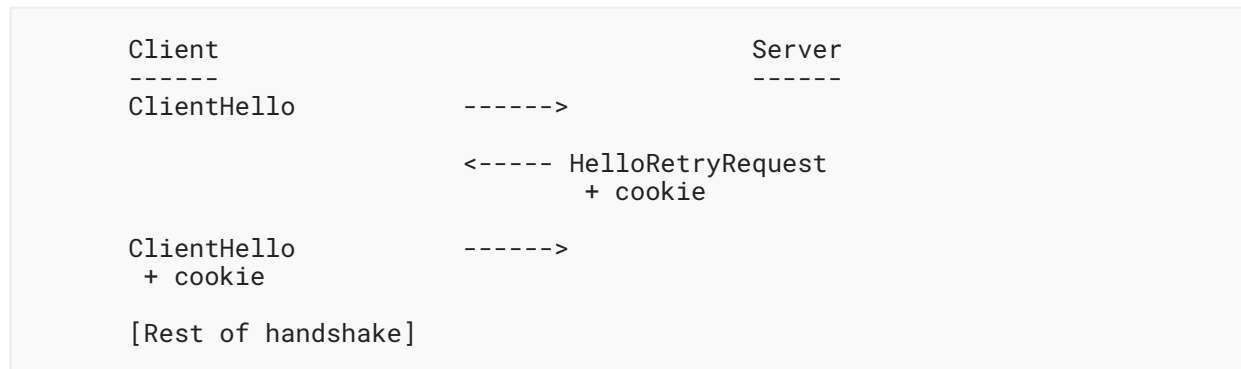 Client Server
------ ------
ClientHello ------>
<----- HelloRetryRequest
+ cookie
ClientHello ------>
+ cookie
[Rest of handshake]